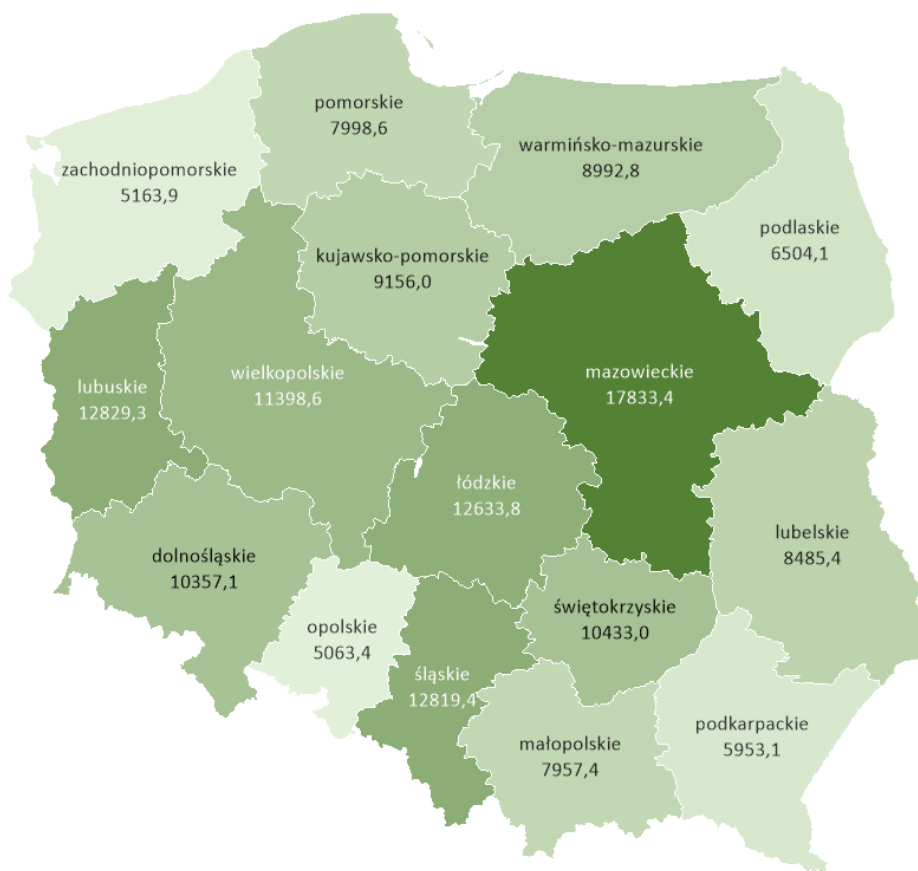 pomorskie
7998,6
warmińsko-mazurskie
8992,8
zachodniopomorskie
5163,9
podlaskie
6504,1
kujawsko-pomorskie
9156,0
lubuskie
12829,3
wielkopolskie
11398,6
mazowieckie
17833,4
łódzkie
12633,8
lubelskie
8485,4
dolnośląskie
10357,1
świętokrzyskie
10433,0
opolskie
5063,4
śląskie
12819,4
podkarpackie
5953,1
małopolskie
7957,4